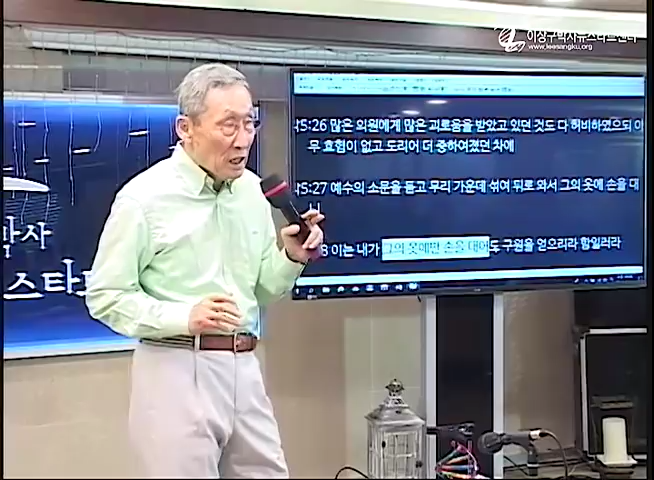 이상구박사뉴스타트센터
www.leesangku.org
15:26 많은 의원에게 많은 괴로움을 받았고 있던 것도 다 허비하였으되 아
무 효험이 없고 도리어 더 중하여졌던 차에
15:27 예수의 소문을 듣고 무리 가운데 섞여 뒤로 와서 그의 옷에 손을 대
8 이는 내가 그의 옷에만 손을 대어도 구원을 얻으리라 함일러라
박사
스타트